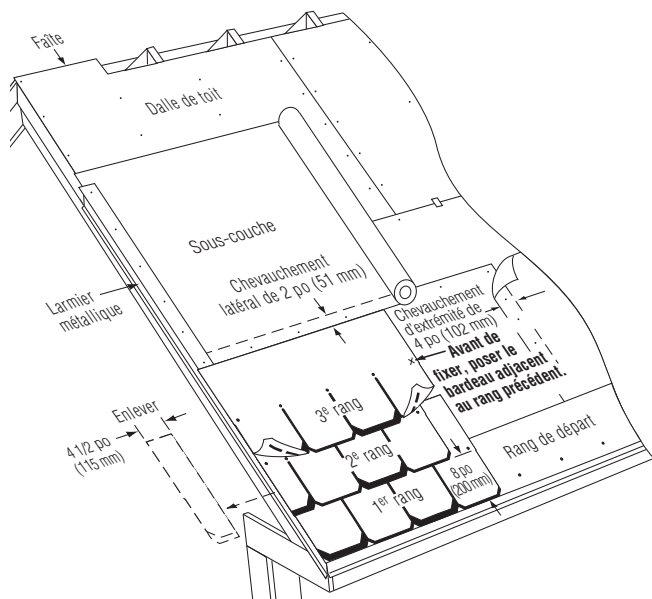 Faîte
Dalle de toit
Sous-couche
Chevauchement
latéral de 2 po (51 mm)
Larmier
métallique
Chevauchement
d'extrémité de
4 po (102 mm)
x
Avant de
fixer, poser le
bardeau adjacent
au rang précédent.
Enlever
4 1/2 po
(115 mm)
3e rang
2e rang
1er rang
8 po
(200 mm)
Rang de départ